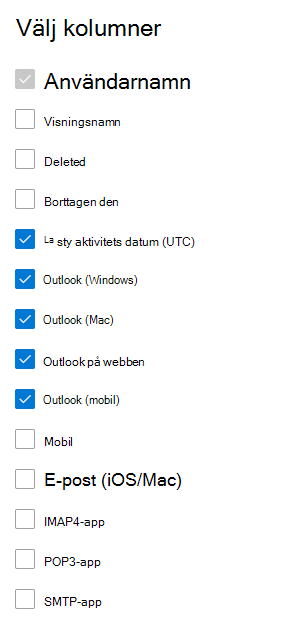 Välj kolumner
Användarnamn
Visningsnamn
Deleted
Borttagen den
La sty aktivitets datum (UTC)
Outlook (Windows)
Outlook (Mac)
Outlook på webben
Outlook (mobil)
Mobil
E-post (iOS/Mac)
IMAP4-app
POP3-app
SMTP-app